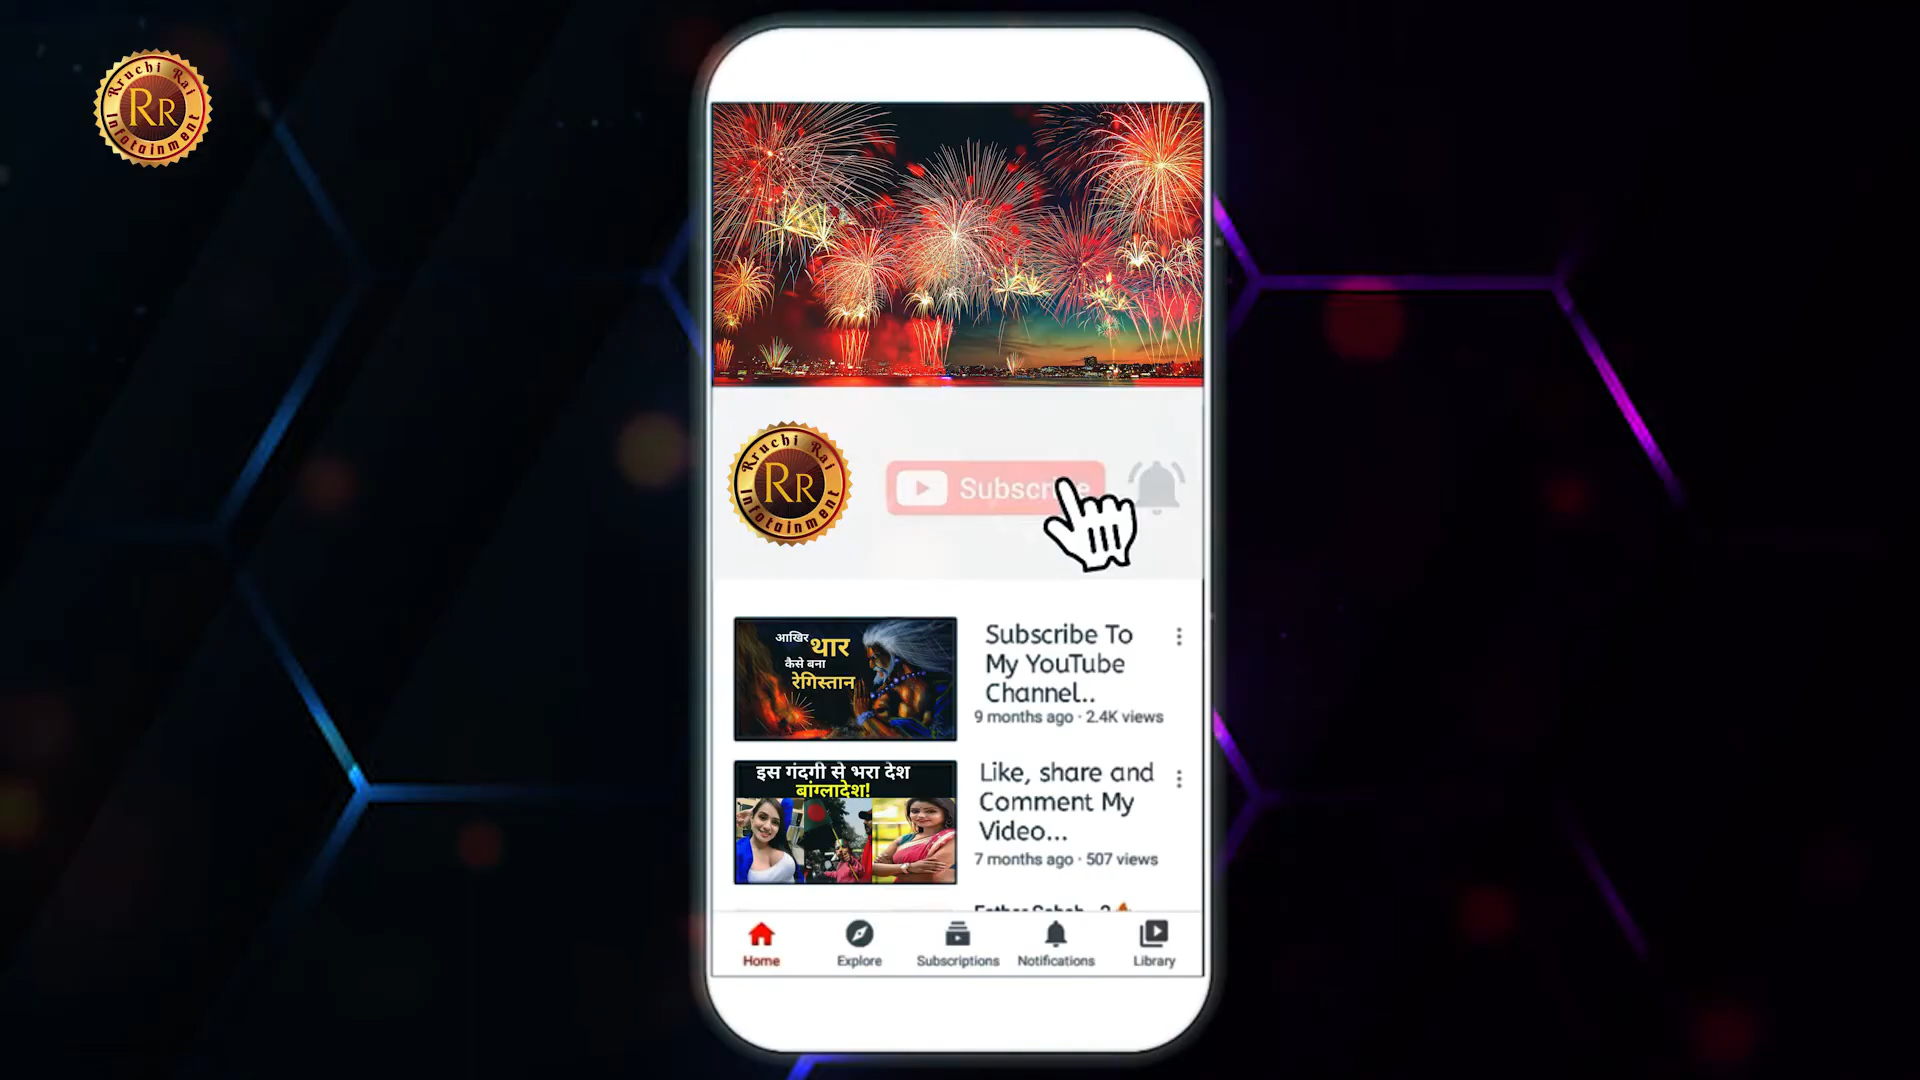 Rruchi Rai
RR
Infotainment
Rruchi Rai
RR
Infotainment
Subscribe
आखिर थार
कैसे बना
रेगिस्तान
Subscribe To
My YouTube
Channel..
9 months ago · 2.4K views
इस गंदगी से भरा देश
बांग्लादेश!
Like, share and
Comment My
Video...
7 months ago · 507 views
Home
Explore
Subscriptions
Notifications
Library